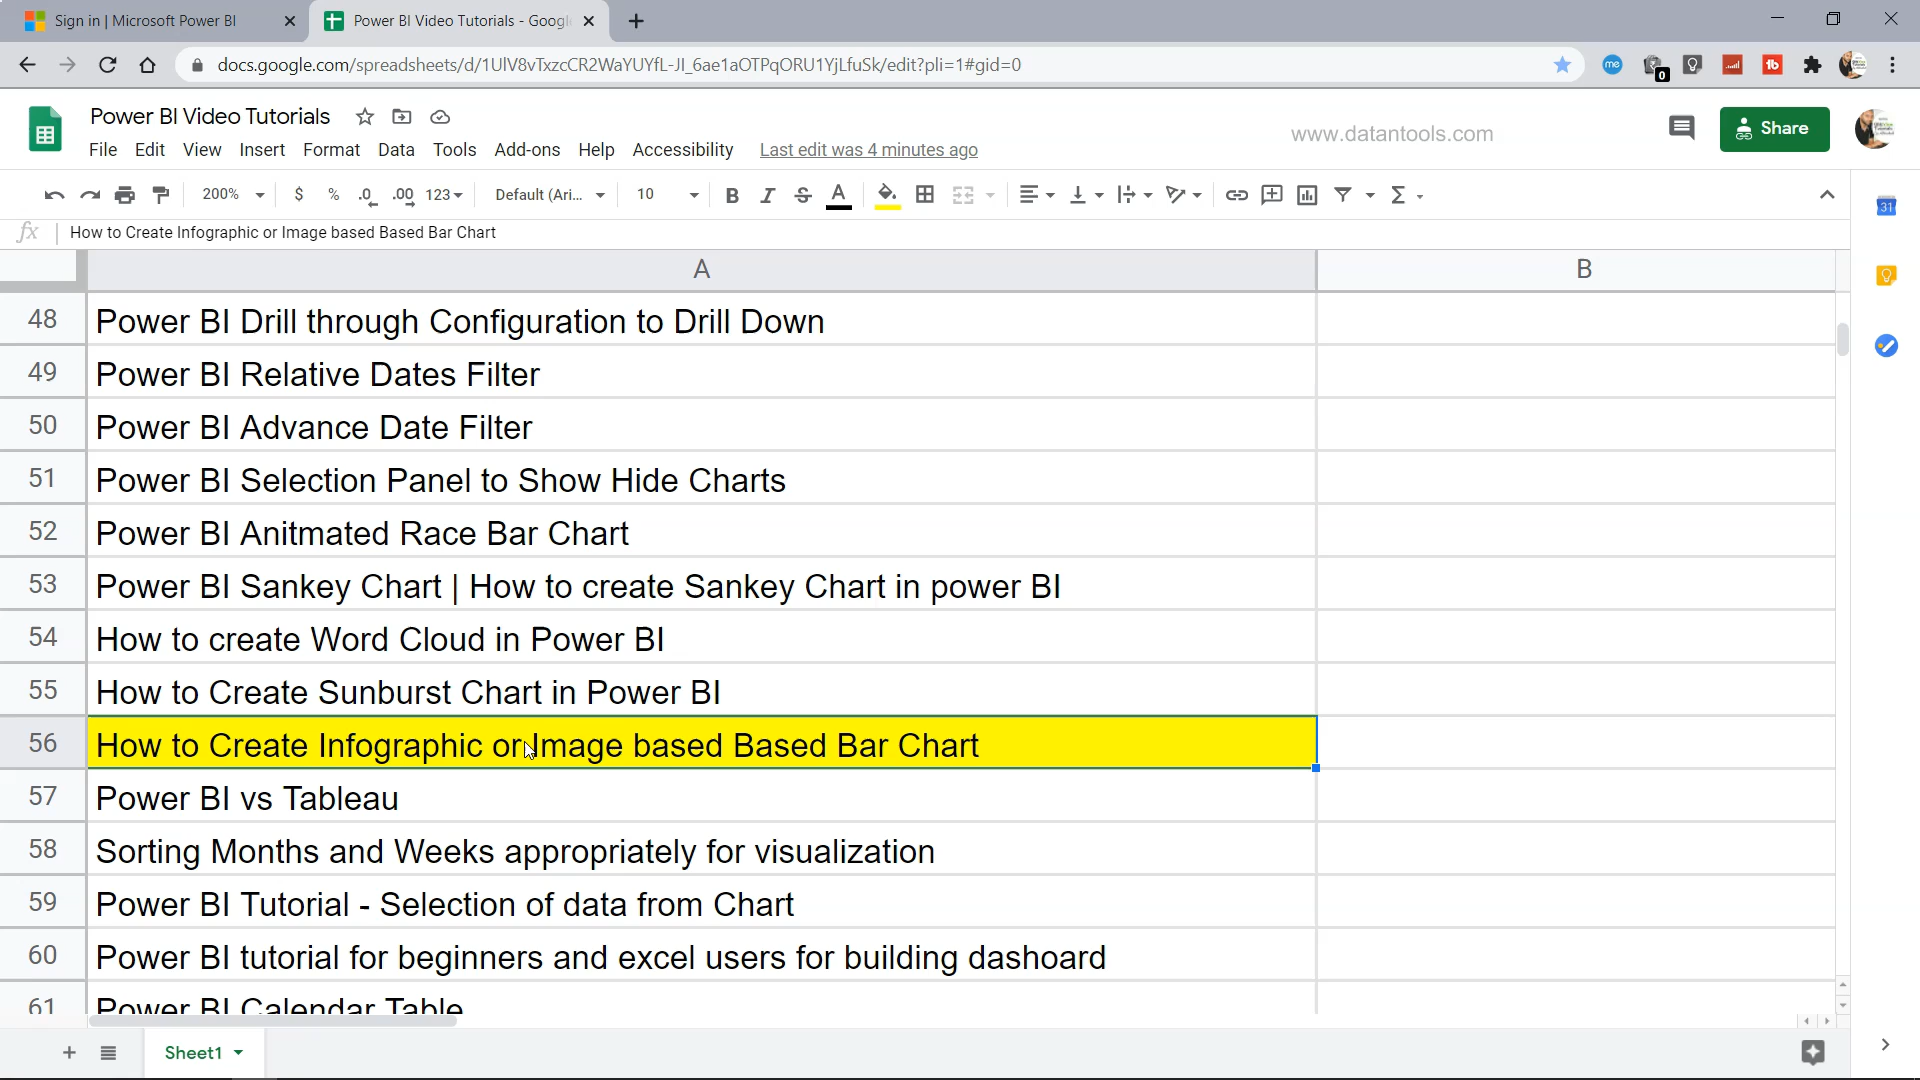 Sign in | Microsoft Power BI
Power BI Video Tutorials - Googl
docs.google.com/spreadsheets/d/1UlV8vTxzcCR2WaYUYfL-JI_6ae1aOTPqORU1YjLfuSk/edit?pli=1#gid=0
me
0
tb
Power BI Video Tutorials
www.datantools.com
Share
File Edit View Insert Format Data Tools Add-ons Help Accessibility Last edit was 4 minutes ago
200% $ % .0 .00 123 Default (Ari... 10 B I S A Σ
31
fx How to Create Infographic or Image based Based Bar Chart
A B
48 Power BI Drill through Configuration to Drill Down
49 Power BI Relative Dates Filter
50 Power BI Advance Date Filter
51 Power BI Selection Panel to Show Hide Charts
52 Power BI Anitmated Race Bar Chart
53 Power BI Sankey Chart | How to create Sankey Chart in power BI
54 How to create Word Cloud in Power BI
55 How to Create Sunburst Chart in Power BI
56 How to Create Infographic or Image based Based Bar Chart
57 Power BI vs Tableau
58 Sorting Months and Weeks appropriately for visualization
59 Power BI Tutorial - Selection of data from Chart
60 Power BI tutorial for beginners and excel users for building dashoard
61 Power BI Calendar Table
Sheet1